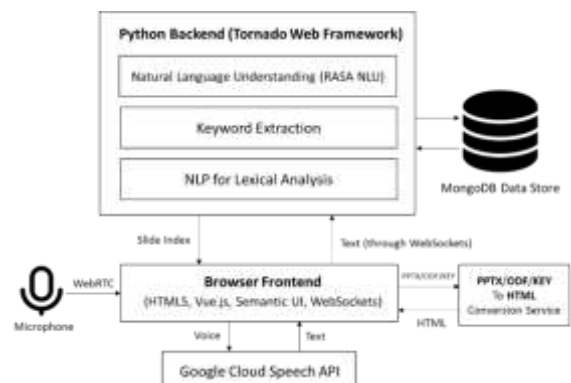 Python Backend (Tornado Web Framework)
Natural Language Understanding (RASA NLU)
Keyword Extraction
NLP for Lexical Analysis
MongoDB Data Store
Slide Index
Text (through WebSockets)
WebRTC
Microphone
Browser Frontend
(HTML5, Vue.js, Semantic UI, WebSockets)
PPTX/ODF/KEY
HTML
PPTX/ODF/KEY
To HTML
Conversion Service
Voice
Text
Google Cloud Speech API